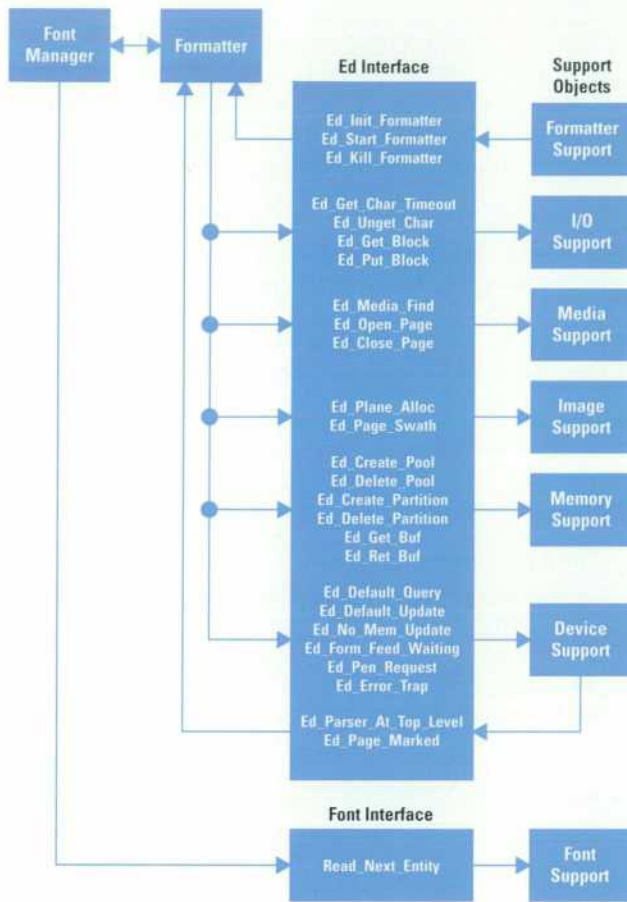 Font
Manager
Formatter
Ed Interface
Support
Objects
Ed_Init_Formatter
Ed_Start_Formatter
Ed_Kill_Formatter
Formatter
Support
Ed_Get_Char_Timeout
Ed_Unget_Char
Ed_Get_Block
Ed_Put_Block
I/O
Support
Ed_Media_Find
Ed_Open_Page
Ed_Close_Page
Media
Support
Ed_Plane_Alloc
Ed_Page_Swath
Image
Support
Ed_Create_Pool
Ed_Delete_Pool
Ed_Create_Partition
Ed_Delete_Partition
Ed_Get_Buf
Ed_Ret_Buf
Memory
Support
Ed_Default_Query
Ed_Default_Update
Ed_No_Mem_Update
Ed_Form_Feed_Waiting
Ed_Pen_Request
Ed_Error_Trap
Device
Support
Ed_Parser_At_Top_Level
Ed_Page_Marked
Font Interface
Read_Next_Entity
Font
Support